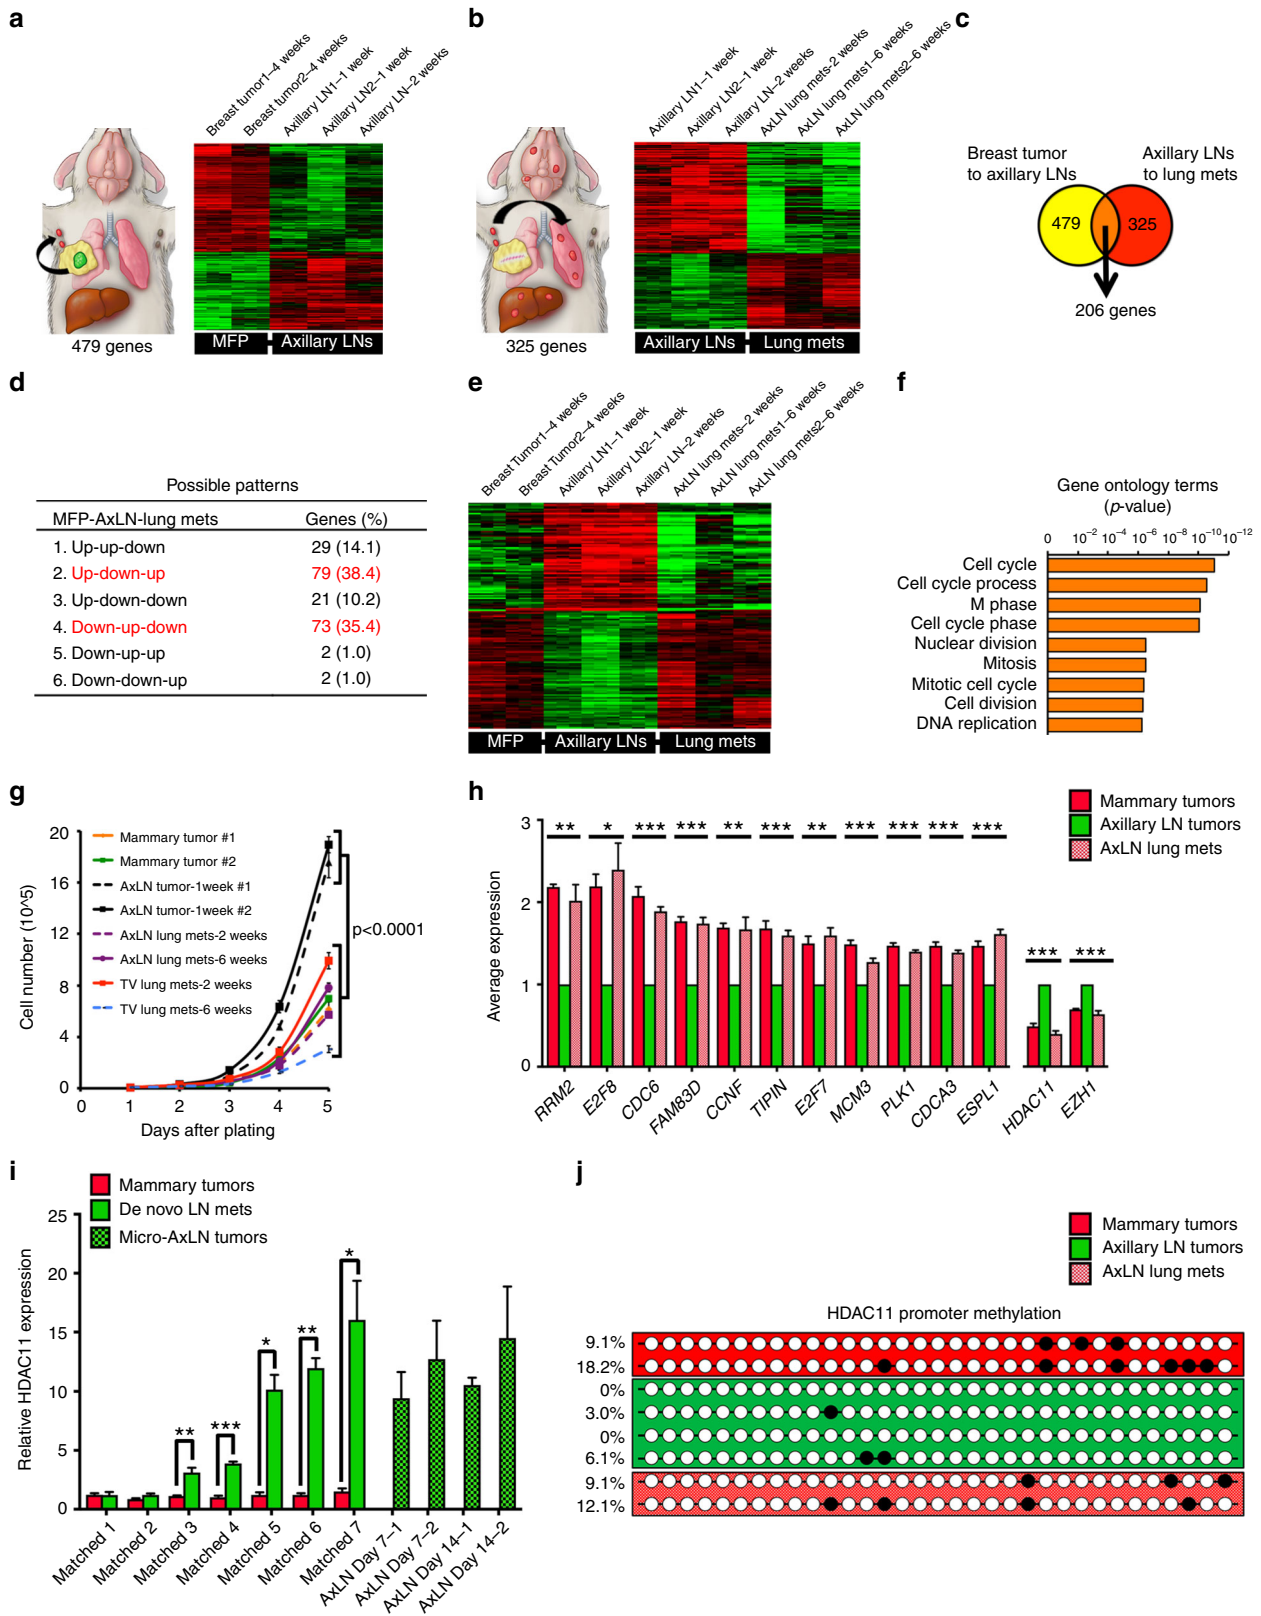 a
Breast tumor1–4 weeks
Breast tumor2–4 weeks
Axillary LN1–1 week
Axillary LN2–1 week
Axillary LN–2 weeks
479 genes
MFP
Axillary LNs
b
Axillary LN1–1 week
Axillary LN2–1 week
Axillary LN–2 weeks
AxLN lung mets-2 weeks
AxLN lung mets1–6 weeks
AxLN lung mets2–6 weeks
325 genes
Axillary LNs
Lung mets
c
Breast tumor
to axillary LNs
Axillary LNs
to lung mets
479
325
206 genes
d
Possible patterns
MFP-AxLN-lung mets Genes (%)
1. Up-up-down 29 (14.1)
2. Up-down-up 79 (38.4)
3. Up-down-down 21 (10.2)
4. Down-up-down 73 (35.4)
5. Down-up-up 2 (1.0)
6. Down-down-up 2 (1.0)
e
Breast Tumor1–4 weeks
Breast Tumor2–4 weeks
Axillary LN1–1 week
Axillary LN2–1 week
Axillary LN–2 weeks
AxLN lung mets–2 weeks
AxLN lung mets1–6 weeks
AxLN lung mets2–6 weeks
MFP
Axillary LNs
Lung mets
f
Gene ontology terms
(p-value)
0 10⁻² 10⁻⁴ 10⁻⁶ 10⁻⁸ 10⁻¹⁰ 10⁻¹²
Cell cycle
Cell cycle process
M phase
Cell cycle phase
Nuclear division
Mitosis
Mitotic cell cycle
Cell division
DNA replication
g
Cell number (10^5)
20
16
12
8
4
0
Mammary tumor #1
Mammary tumor #2
AxLN tumor-1week #1
AxLN tumor-1week #2
AxLN lung mets-2 weeks
AxLN lung mets-6 weeks
TV lung mets-2 weeks
TV lung mets-6 weeks
p<0.0001
0 1 2 3 4 5
Days after plating
h
Mammary tumors
Axillary LN tumors
AxLN lung mets
Average expression
3
2
1
0
** * *** *** ** *** ** *** *** *** ***
*** ***
RRM2
E2F8
CDC6
FAM83D
CCNF
TIPIN
E2F7
MCM3
PLK1
CDCA3
ESPL1
HDAC11
EZH1
i
Mammary tumors
De novo LN mets
Micro-AxLN tumors
Relative HDAC11 expression
25
20
15
10
5
0
** *** * ** *
Matched 1
Matched 2
Matched 3
Matched 4
Matched 5
Matched 6
Matched 7
AxLN Day 7–1
AxLN Day 7–2
AxLN Day 14–1
AxLN Day 14–2
j
Mammary tumors
Axillary LN tumors
AxLN lung mets
HDAC11 promoter methylation
9.1%
18.2%
0%
3.0%
0%
6.1%
9.1%
12.1%